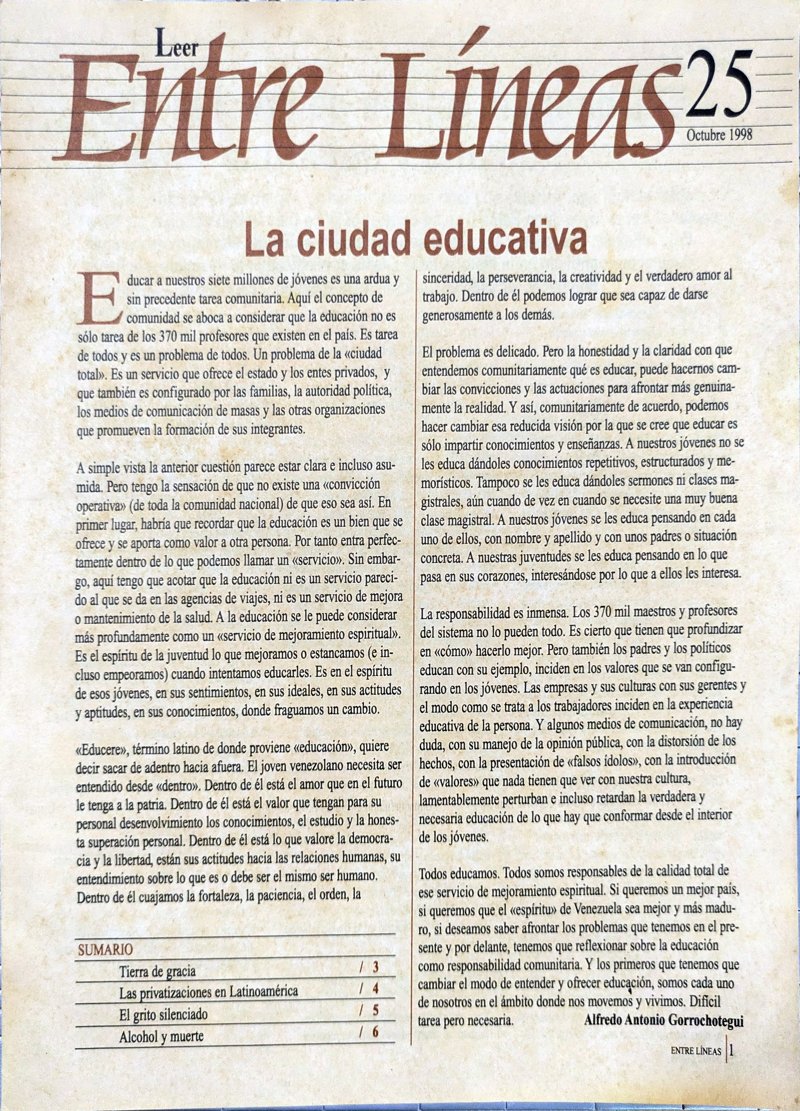 Leer
Entre Líneas
25
Octubre 1998
La ciudad educativa
Educar a nuestros siete millones de jóvenes es una ardua y
sin precedente tarea comunitaria. Aquí el concepto de
comunidad se aboca a considerar que la educación no es
sólo tarea de los 370 mil profesores que existen en el país. Es tarea
de todos y es un problema de todos. Un problema de la «ciudad
total». Es un servicio que ofrece el estado y los entes privados, y
que también es configurado por las familias, la autoridad política,
los medios de comunicación de masas y las otras organizaciones
que promueven la formación de sus integrantes.
A simple vista la anterior cuestión parece estar clara e incluso asu-
mida. Pero tengo la sensación de que no existe una «convicción
operativa» (de toda la comunidad nacional) de que eso sea así. En
primer lugar, habría que recordar que la educación es un bien que se
ofrece y se aporta como valor a otra persona. Por tanto entra perfec-
tamente dentro de lo que podemos llamar un «servicio». Sin embar-
go, aquí tengo que acotar que la educación ni es un servicio pareci-
do al que se da en las agencias de viajes, ni es un servicio de mejora
o mantenimiento de la salud. A la educación se le puede considerar
más profundamente como un «servicio de mejoramiento espiritual».
Es el espíritu de la juventud lo que mejoramos o estancamos (e in-
cluso empeoramos) cuando intentamos educarles. Es en el espíritu
de esos jóvenes, en sus sentimientos, en sus ideales, en sus actitudes
y aptitudes, en sus conocimientos, donde fraguamos un cambio.
«Educere», término latino de donde proviene «educación», quiere
decir sacar de adentro hacia afuera. El joven venezolano necesita ser
entendido desde «dentro». Dentro de él está el amor que en el futuro
le tenga a la patria. Dentro de él está el valor que tengan para su
personal desenvolvimiento los conocimientos, el estudio y la hones-
ta superación personal. Dentro de él está lo que valore la democra-
cia y la libertad, están sus actitudes hacia las relaciones humanas, su
entendimiento sobre lo que es o debe ser el mismo ser humano.
Dentro de él cuajamos la fortaleza, la paciencia, el orden, la
SUMARIO
Tierra de gracia / 3
Las privatizaciones en Latinoamérica / 4
El grito silenciado / 5
Alcohol y muerte / 6
sinceridad, la perseverancia, la creatividad y el verdadero amor al
trabajo. Dentro de él podemos lograr que sea capaz de darse
generosamente a los demás.
El problema es delicado. Pero la honestidad y la claridad con que
entendemos comunitariamente qué es educar, puede hacernos cam-
biar las convicciones y las actuaciones para afrontar más genuina-
mente la realidad. Y así, comunitariamente de acuerdo, podemos
hacer cambiar esa reducida visión por la que se cree que educar es
sólo impartir conocimientos y enseñanzas. A nuestros jóvenes no se
les educa dándoles conocimientos repetitivos, estructurados y me-
morísticos. Tampoco se les educa dándoles sermones ni clases ma-
gistrales, aún cuando de vez en cuando se necesite una muy buena
clase magistral. A nuestros jóvenes se les educa pensando en cada
uno de ellos, con nombre y apellido y con unos padres o situación
concreta. A nuestras juventudes se les educa pensando en lo que
pasa en sus corazones, interesándose por lo que a ellos les interesa.
La responsabilidad es inmensa. Los 370 mil maestros y profesores
del sistema no lo pueden todo. Es cierto que tienen que profundizar
en «cómo» hacerlo mejor. Pero también los padres y los políticos
educan con su ejemplo, inciden en los valores que se van configu-
rando en los jóvenes. Las empresas y sus culturas con sus gerentes y
el modo como se trata a los trabajadores inciden en la experiencia
educativa de la persona. Y algunos medios de comunicación, no hay
duda, con su manejo de la opinión pública, con la distorsión de los
hechos, con la presentación de «falsos ídolos», con la introducción
de «valores» que nada tienen que ver con nuestra cultura,
lamentablemente perturban e incluso retardan la verdadera y
necesaria educación de lo que hay que conformar desde el interior
de los jóvenes.
Todos educamos. Todos somos responsables de la calidad total de
ese servicio de mejoramiento espiritual. Si queremos un mejor país,
si queremos que el «espíritu» de Venezuela sea mejor y más madu-
ro, si deseamos saber afrontar los problemas que tenemos en el pre-
sente y por delante, tenemos que reflexionar sobre la educación
como responsabilidad comunitaria. Y los primeros que tenemos que
cambiar el modo de entender y ofrecer educación, somos cada uno
de nosotros en el ámbito donde nos movemos y vivimos. Difícil
tarea pero necesaria. Alfredo Antonio Gorrochotegui
ENTRE LÍNEAS 1